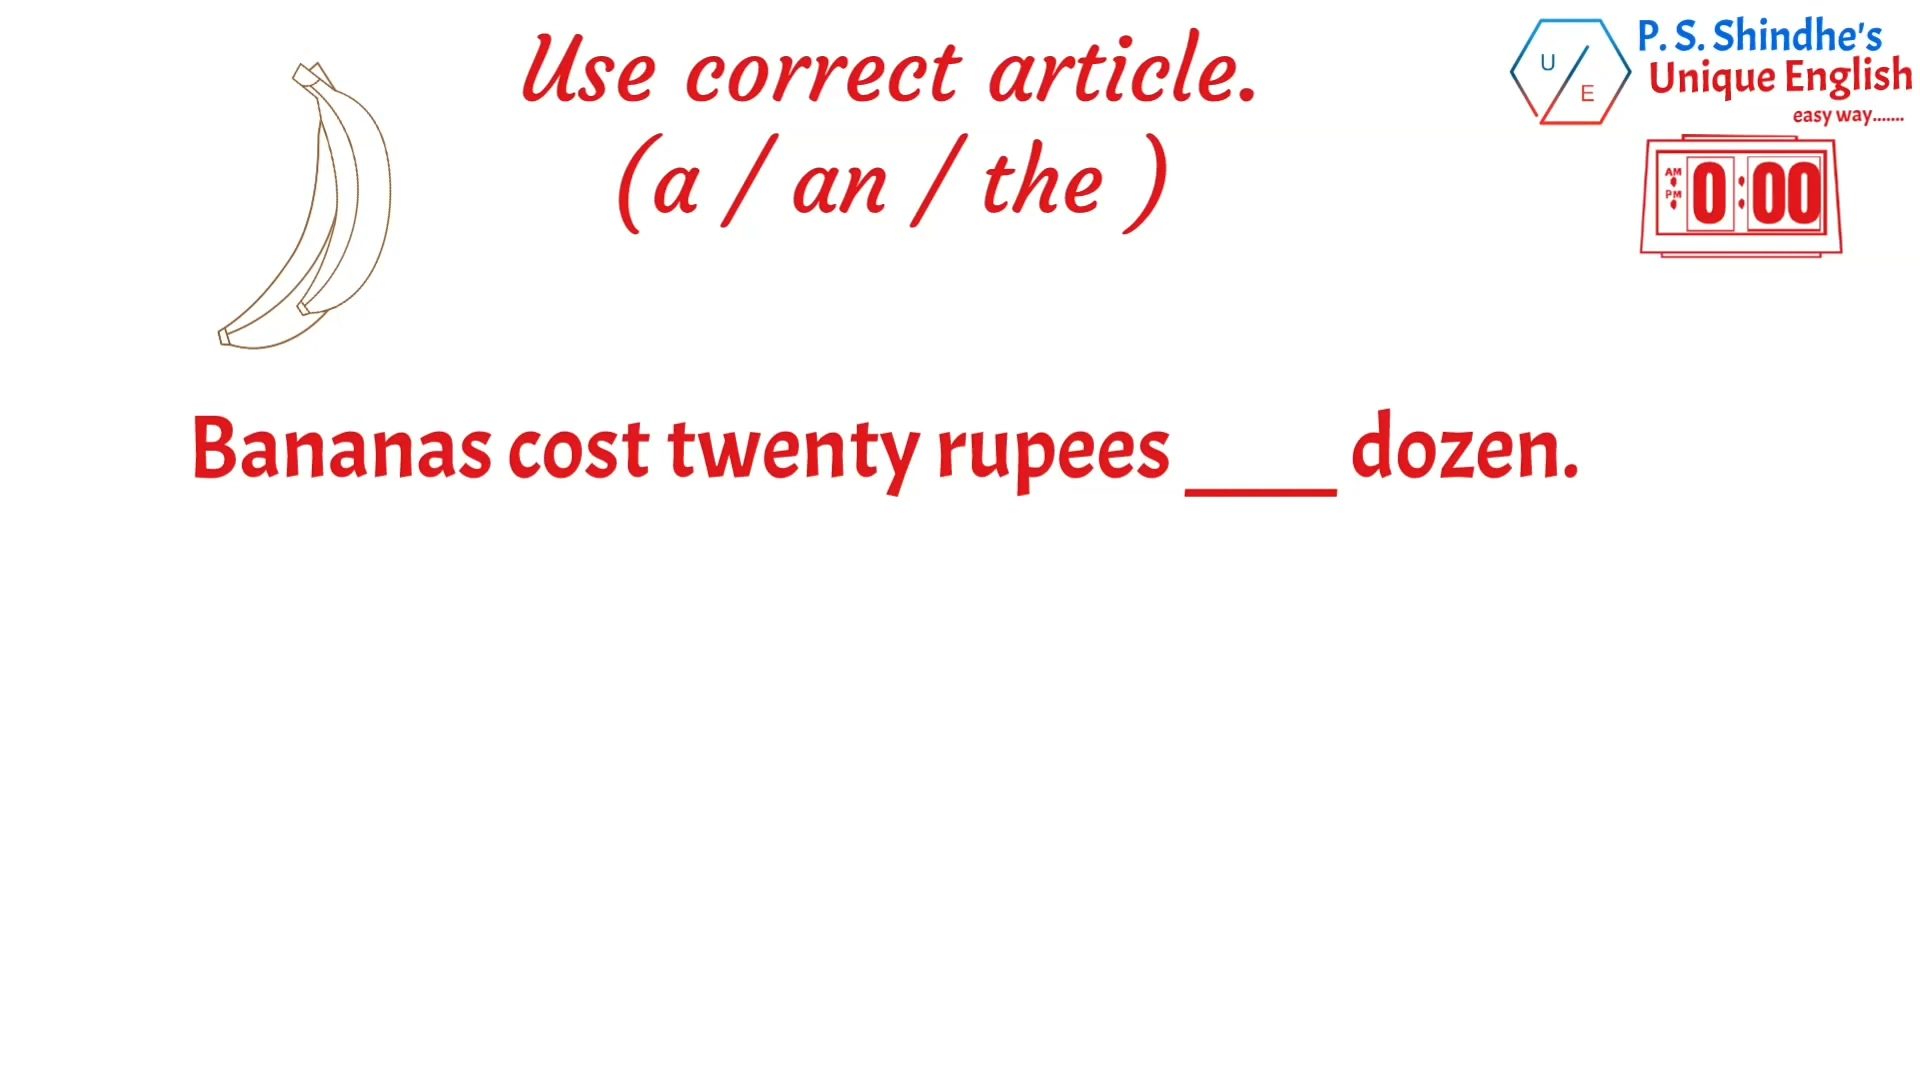 Use correct article.
(a / an / the )
U
E
P. S. Shindhe's
Unique English
easy way.......
AM
PM
0:00
Bananas cost twenty rupees ____ dozen.